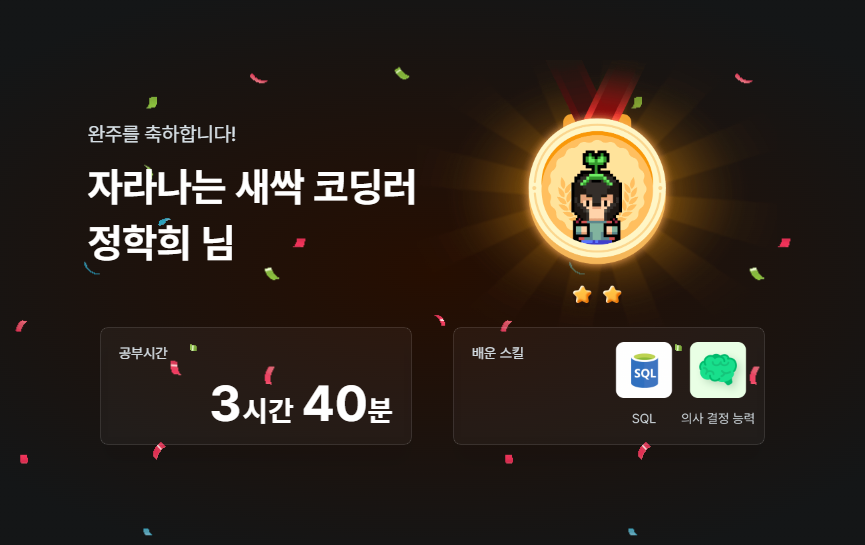 완주를 축하합니다!
자라나는 새싹 코딩러
정학희 님
공부시간
3시간 40분
배운 스킬
SQL
SQL
의사 결정 능력